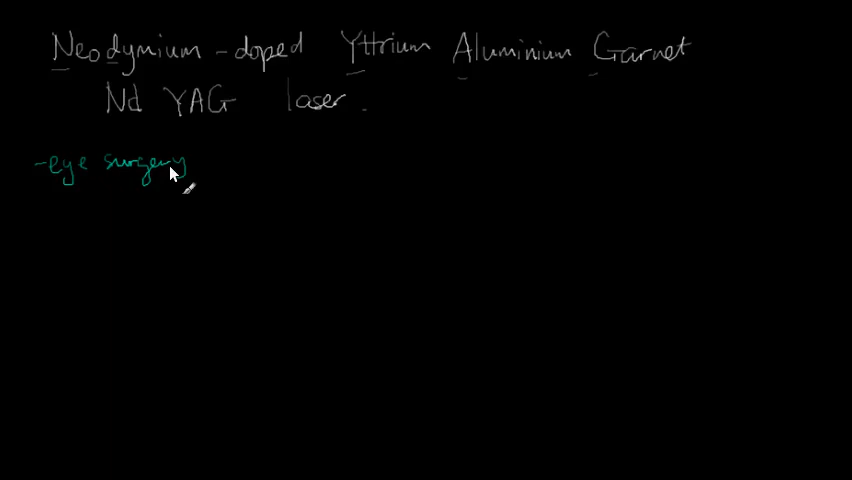 Neodymium-doped Yttrium Aluminium Garnet
Nd YAG laser.
-eye surgery